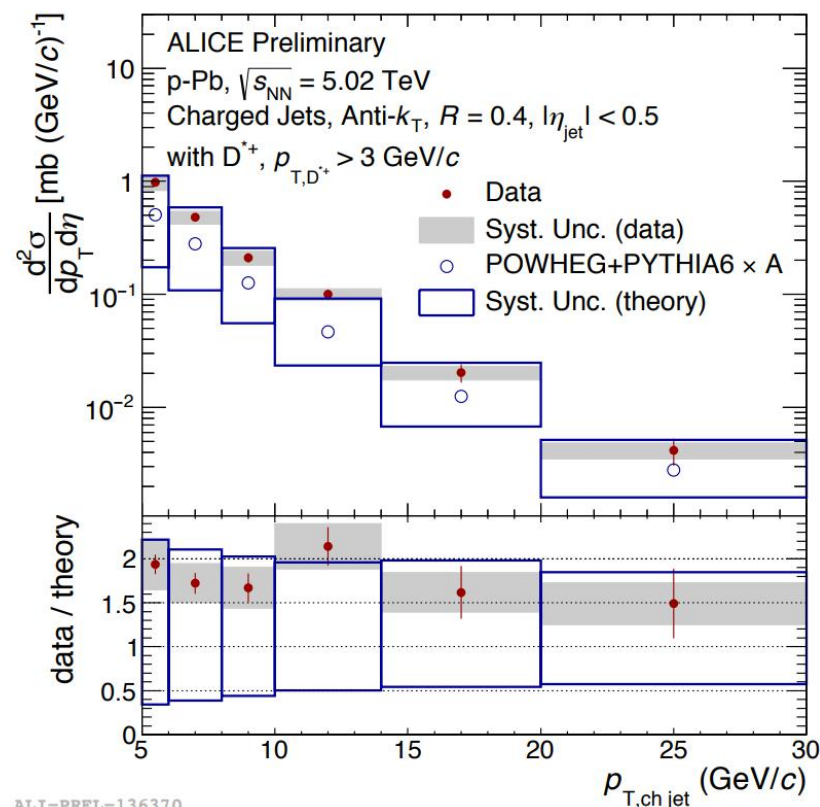 ALICE Preliminary
p-Pb, √s_NN = 5.02 TeV
Charged Jets, Anti-k_T, R = 0.4, |η_jet| < 0.5
with D*+, p_T,D*+ > 3 GeV/c
Data
Syst. Unc. (data)
POWHEG+PYTHIA6 × A
Syst. Unc. (theory)
d²σ/dp_T dη [mb (GeV/c)⁻¹]
10
1
10⁻¹
10⁻²
data / theory
2
1.5
1
0.5
0
5 10 15 20 25 30
p_T,ch jet (GeV/c)
ALI-PREL-136370